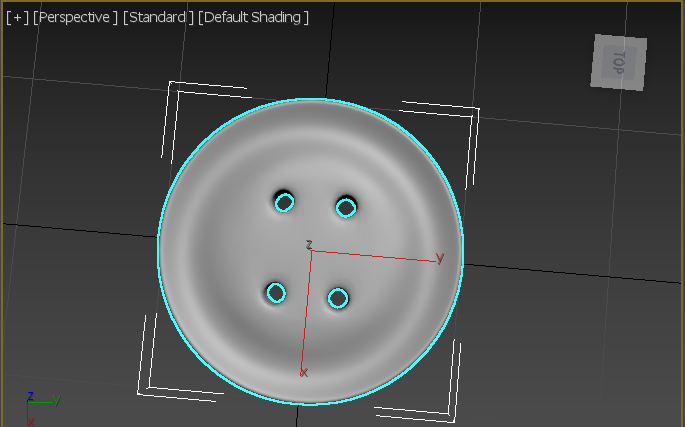 [+] [Perspective ] [Standard ] [Default Shading ]
TOP
z
y
x
z
y
x